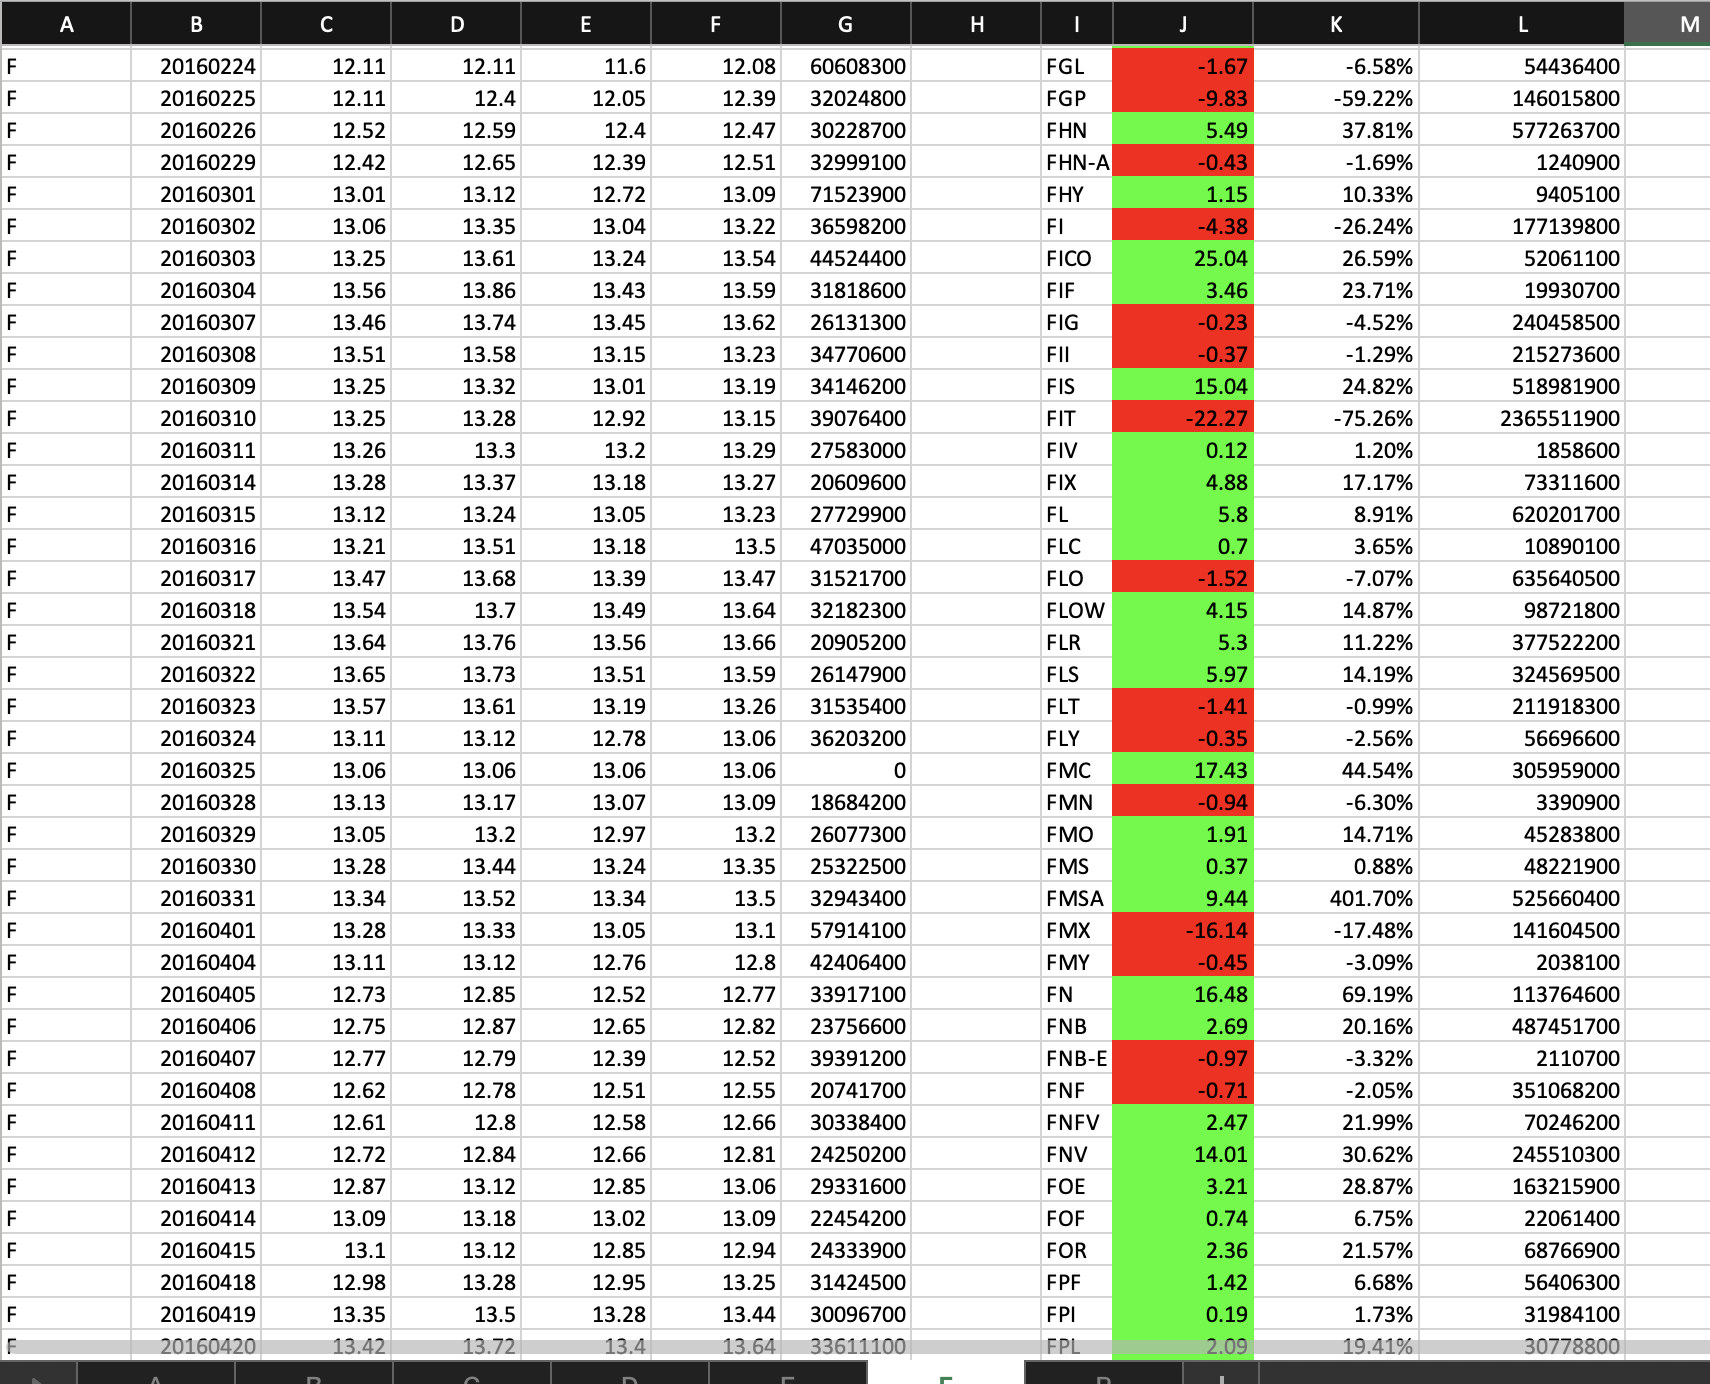 A B C D E F G H I J K L M
F 20160224 12.11 12.11 11.6 12.08 60608300 FGL -1.67 -6.58% 54436400
F 20160225 12.11 12.4 12.05 12.39 32024800 FGP -9.83 -59.22% 146015800
F 20160226 12.52 12.59 12.4 12.47 30228700 FHN 5.49 37.81% 577263700
F 20160229 12.42 12.65 12.39 12.51 32999100 FHN-A -0.43 -1.69% 1240900
F 20160301 13.01 13.12 12.72 13.09 71523900 FHY 1.15 10.33% 9405100
F 20160302 13.06 13.35 13.04 13.22 36598200 FI -4.38 -26.24% 177139800
F 20160303 13.25 13.61 13.24 13.54 44524400 FICO 25.04 26.59% 52061100
F 20160304 13.56 13.86 13.43 13.59 31818600 FIF 3.46 23.71% 19930700
F 20160307 13.46 13.74 13.45 13.62 26131300 FIG -0.23 -4.52% 240458500
F 20160308 13.51 13.58 13.15 13.23 34770600 FII -0.37 -1.29% 215273600
F 20160309 13.25 13.32 13.01 13.19 34146200 FIS 15.04 24.82% 518981900
F 20160310 13.25 13.28 12.92 13.15 39076400 FIT -22.27 -75.26% 2365511900
F 20160311 13.26 13.3 13.2 13.29 27583000 FIV 0.12 1.20% 1858600
F 20160314 13.28 13.37 13.18 13.27 20609600 FIX 4.88 17.17% 73311600
F 20160315 13.12 13.24 13.05 13.23 27729900 FL 5.8 8.91% 620201700
F 20160316 13.21 13.51 13.18 13.5 47035000 FLC 0.7 3.65% 10890100
F 20160317 13.47 13.68 13.39 13.47 31521700 FLO -1.52 -7.07% 635640500
F 20160318 13.54 13.7 13.49 13.64 32182300 FLOW 4.15 14.87% 98721800
F 20160321 13.64 13.76 13.56 13.66 20905200 FLR 5.3 11.22% 377522200
F 20160322 13.65 13.73 13.51 13.59 26147900 FLS 5.97 14.19% 324569500
F 20160323 13.57 13.61 13.19 13.26 31535400 FLT -1.41 -0.99% 211918300
F 20160324 13.11 13.12 12.78 13.06 36203200 FLY -0.35 -2.56% 56696600
F 20160325 13.06 13.06 13.06 13.06 0 FMC 17.43 44.54% 305959000
F 20160328 13.13 13.17 13.07 13.09 18684200 FMN -0.94 -6.30% 3390900
F 20160329 13.05 13.2 12.97 13.2 26077300 FMO 1.91 14.71% 45283800
F 20160330 13.28 13.44 13.24 13.35 25322500 FMS 0.37 0.88% 48221900
F 20160331 13.34 13.52 13.34 13.5 32943400 FMSA 9.44 401.70% 525660400
F 20160401 13.28 13.33 13.05 13.1 57914100 FMX -16.14 -17.48% 141604500
F 20160404 13.11 13.12 12.76 12.8 42406400 FMY -0.45 -3.09% 2038100
F 20160405 12.73 12.85 12.52 12.77 33917100 FN 16.48 69.19% 113764600
F 20160406 12.75 12.87 12.65 12.82 23756600 FNB 2.69 20.16% 487451700
F 20160407 12.77 12.79 12.39 12.52 39391200 FNB-E -0.97 -3.32% 2110700
F 20160408 12.62 12.78 12.51 12.55 20741700 FNF -0.71 -2.05% 351068200
F 20160411 12.61 12.8 12.58 12.66 30338400 FNFV 2.47 21.99% 70246200
F 20160412 12.72 12.84 12.66 12.81 24250200 FNV 14.01 30.62% 245510300
F 20160413 12.87 13.12 12.85 13.06 29331600 FOE 3.21 28.87% 163215900
F 20160414 13.09 13.18 13.02 13.09 22454200 FOF 0.74 6.75% 22061400
F 20160415 13.1 13.12 12.85 12.94 24333900 FOR 2.36 21.57% 68766900
F 20160418 12.98 13.28 12.95 13.25 31424500 FPF 1.42 6.68% 56406300
F 20160419 13.35 13.5 13.28 13.44 30096700 FPI 0.19 1.73% 31984100
F 20160420 13.42 13.72 13.4 13.64 33611100 FPL 2.09 19.41% 30778800